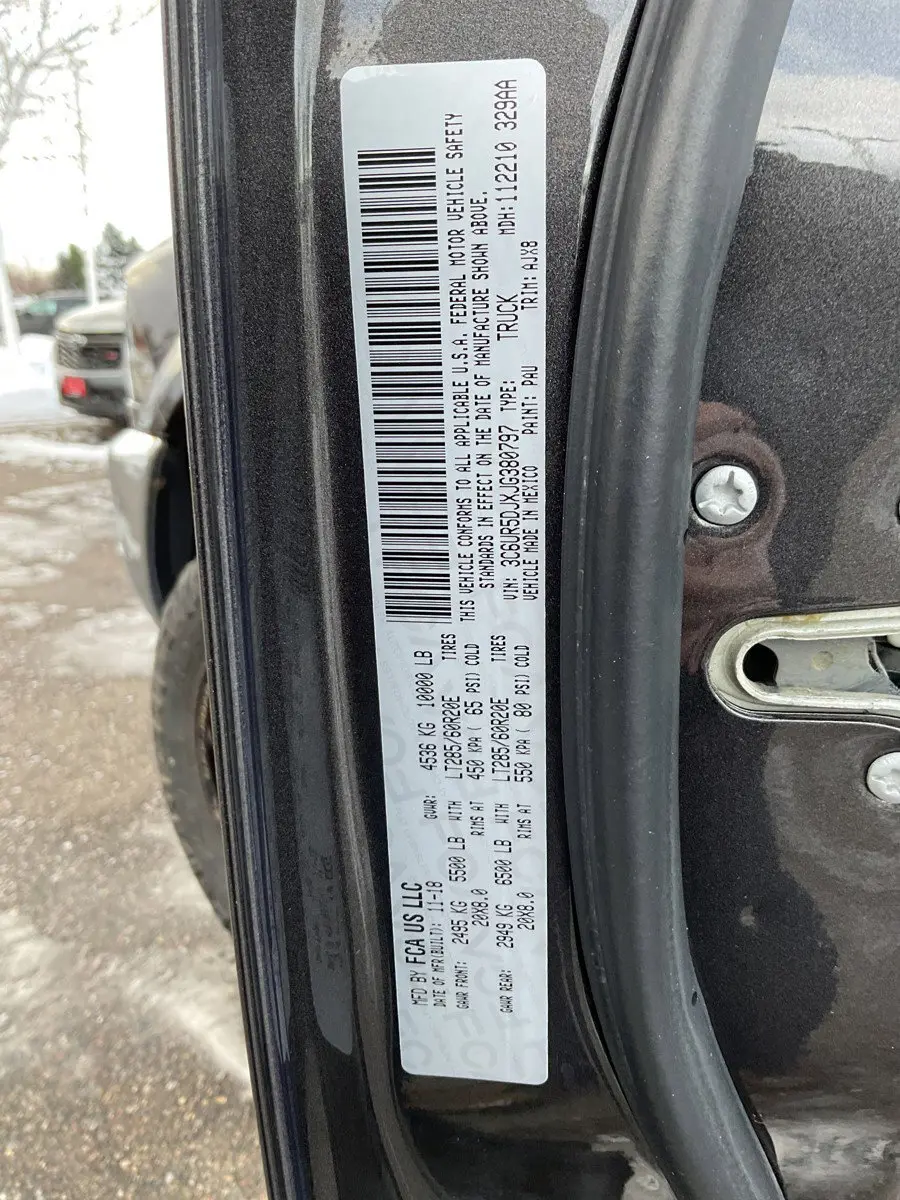 MFD BY FCA US LLC
DATE OF MFR(BUILT): 11-18 GVWR: 4536 KG 10000 LB
GAWR FRONT: 2495 KG 5500 LB WITH LT285/60R20E TIRES
20X8.0 RIMS AT 450 KPA ( 65 PSI) COLD
GAWR REAR: 2949 KG 6500 LB WITH LT285/60R20E TIRES
20X8.0 RIMS AT 550 KPA ( 80 PSI) COLD
THIS VEHICLE CONFORMS TO ALL APPLICABLE U.S.A. FEDERAL MOTOR VEHICLE SAFETY
STANDARDS IN EFFECT ON THE DATE OF MANUFACTURE SHOWN ABOVE.
VIN: 3C6UR5DJXJG380797 TYPE: TRUCK MDH:112210 329AA
VEHICLE MADE IN MEXICO PAINT: PAU TRIM: AJX8